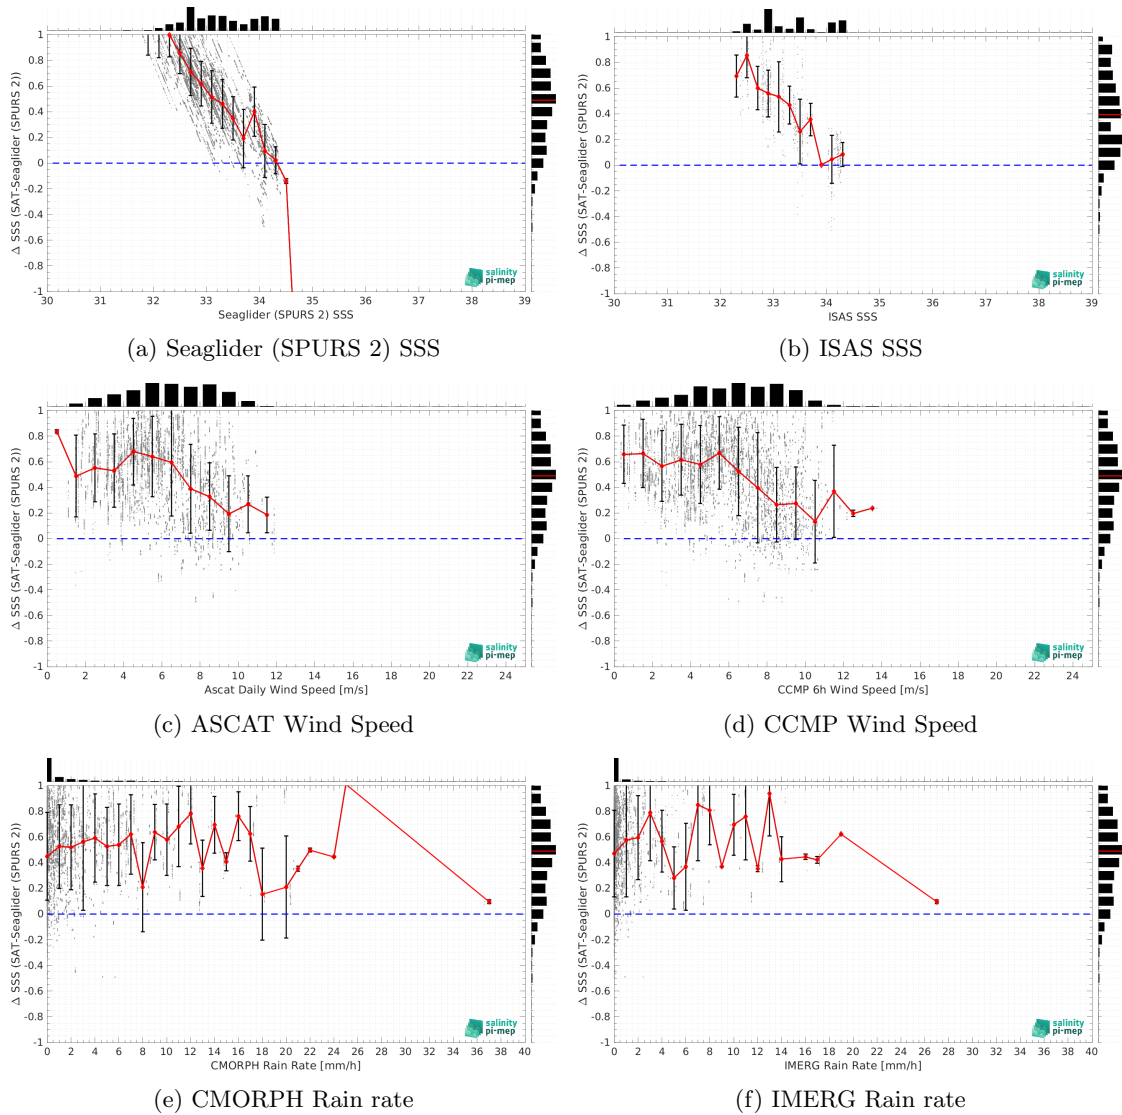 Δ SSS (SAT-Seaglider (SPURS 2))
1
0.8
0.6
0.4
0.2
0
-0.2
-0.4
-0.6
-0.8
-1
30 31 32 33 34 35 36 37 38 39
Seaglider (SPURS 2) SSS
salinity
pi-mep
(a) Seaglider (SPURS 2) SSS
Δ SSS (SAT-Seaglider (SPURS 2))
1
0.8
0.6
0.4
0.2
0
-0.2
-0.4
-0.6
-0.8
-1
30 31 32 33 34 35 36 37 38 39
ISAS SSS
salinity
pi-mep
(b) ISAS SSS
Δ SSS (SAT-Seaglider (SPURS 2))
1
0.8
0.6
0.4
0.2
0
-0.2
-0.4
-0.6
-0.8
-1
0 2 4 6 8 10 12 14 16 18 20 22 24
Ascat Daily Wind Speed [m/s]
salinity
pi-mep
(c) ASCAT Wind Speed
Δ SSS (SAT-Seaglider (SPURS 2))
1
0.8
0.6
0.4
0.2
0
-0.2
-0.4
-0.6
-0.8
-1
0 2 4 6 8 10 12 14 16 18 20 22 24
CCMP 6h Wind Speed [m/s]
salinity
pi-mep
(d) CCMP Wind Speed
Δ SSS (SAT-Seaglider (SPURS 2))
1
0.8
0.6
0.4
0.2
0
-0.2
-0.4
-0.6
-0.8
-1
0 2 4 6 8 10 12 14 16 18 20 22 24 26 28 30 32 34 36 38 40
CMORPH Rain Rate [mm/h]
salinity
pi-mep
(e) CMORPH Rain rate
Δ SSS (SAT-Seaglider (SPURS 2))
1
0.8
0.6
0.4
0.2
0
-0.2
-0.4
-0.6
-0.8
-1
0 2 4 6 8 10 12 14 16 18 20 22 24 26 28 30 32 34 36 38 40
IMERG Rain Rate [mm/h]
salinity
pi-mep
(f) IMERG Rain rate